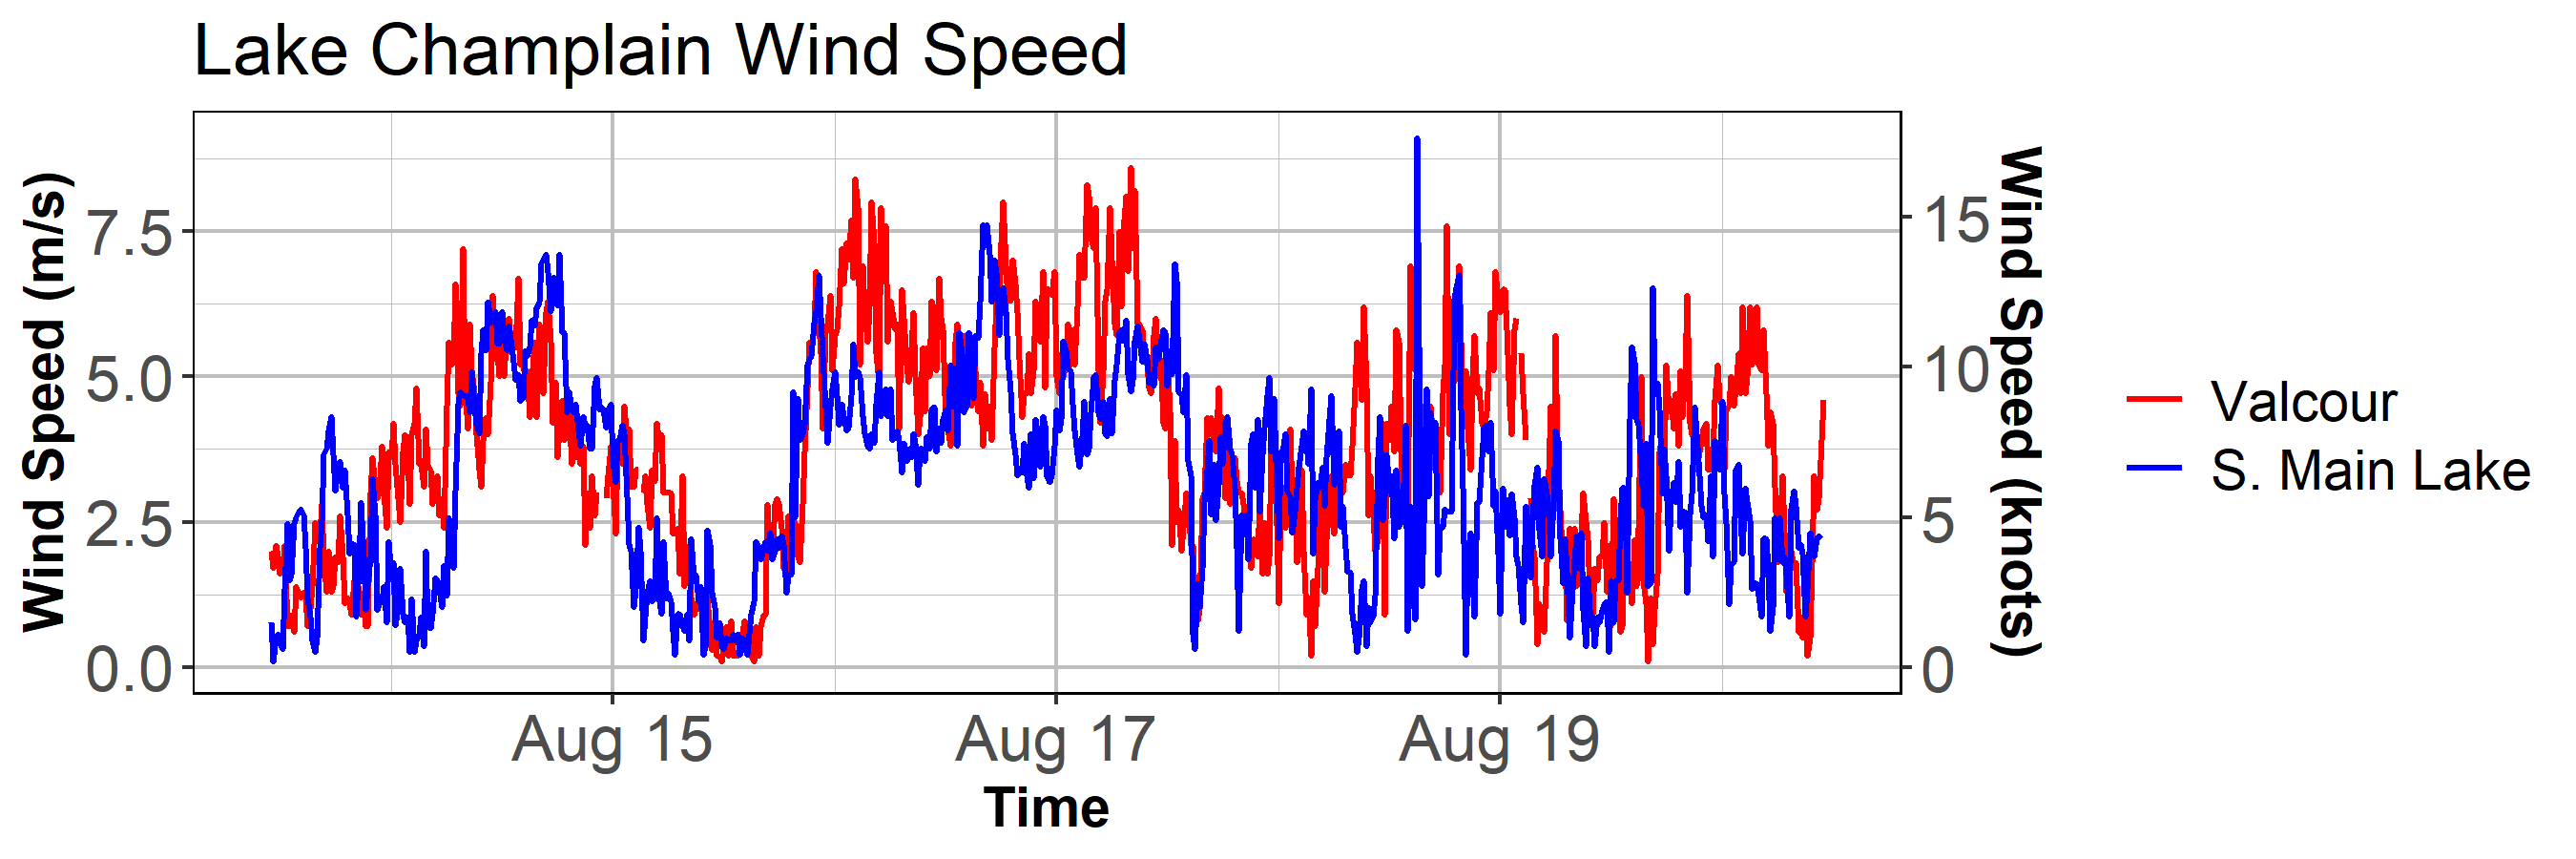 Lake Champlain Wind Speed
Wind Speed (m/s)
7.5
5.0
2.5
0.0
15
10
5
0
Wind Speed (knots)
Aug 15
Aug 17
Aug 19
Time
Valcour
S. Main Lake